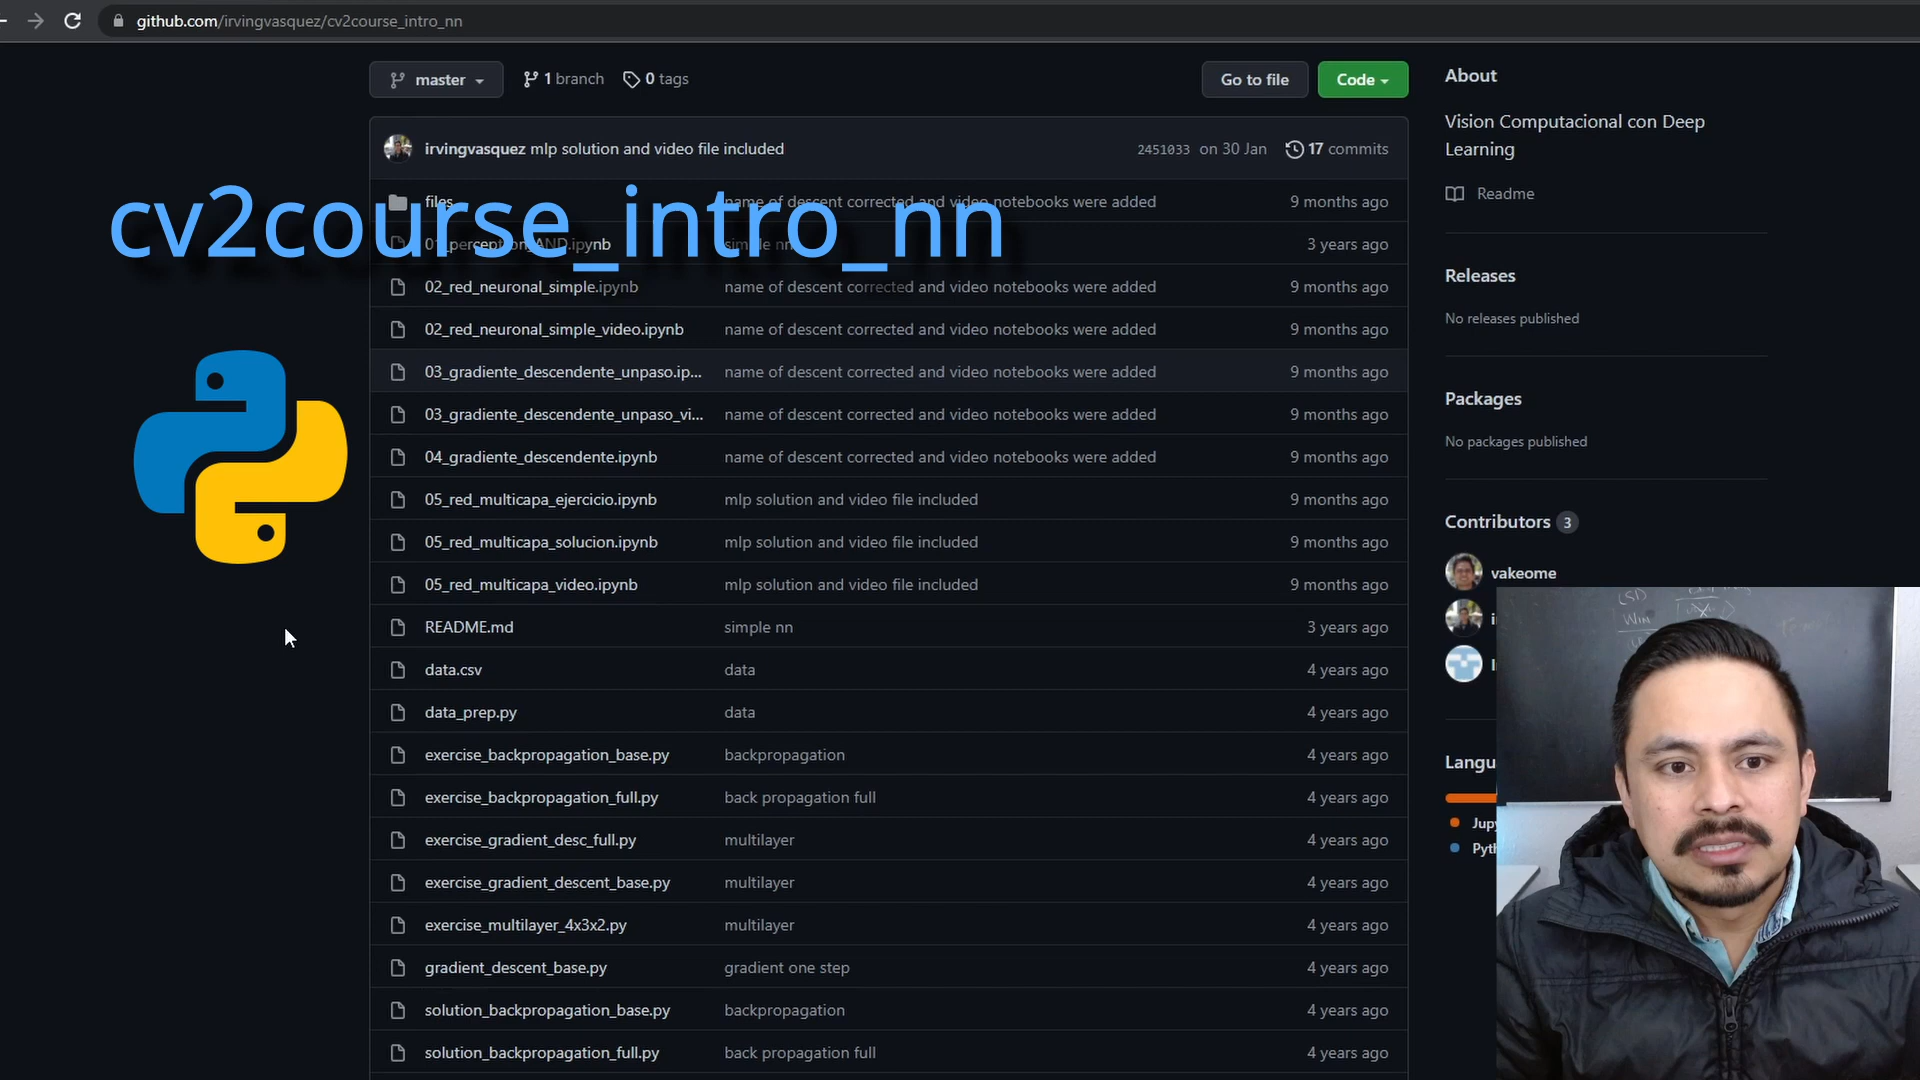 github.com/irvingvasquez/cv2course_intro_nn
master
1 branch
0 tags
Go to file
Code
irvingvasquez mlp solution and video file included
2451033 on 30 Jan
17 commits
cv2course_intro_nn
files
name of descent corrected and video notebooks were added
9 months ago
01_perceptron_AND.ipynb
simple nn
3 years ago
02_red_neuronal_simple.ipynb
name of descent corrected and video notebooks were added
9 months ago
02_red_neuronal_simple_video.ipynb
name of descent corrected and video notebooks were added
9 months ago
03_gradiente_descendente_unpaso.ip...
name of descent corrected and video notebooks were added
9 months ago
03_gradiente_descendente_unpaso_vi...
name of descent corrected and video notebooks were added
9 months ago
04_gradiente_descendente.ipynb
name of descent corrected and video notebooks were added
9 months ago
05_red_multicapa_ejercicio.ipynb
mlp solution and video file included
9 months ago
05_red_multicapa_solucion.ipynb
mlp solution and video file included
9 months ago
05_red_multicapa_video.ipynb
mlp solution and video file included
9 months ago
README.md
simple nn
3 years ago
data.csv
data
4 years ago
data_prep.py
data
4 years ago
exercise_backpropagation_base.py
backpropagation
4 years ago
exercise_backpropagation_full.py
back propagation full
4 years ago
exercise_gradient_desc_full.py
multilayer
4 years ago
exercise_gradient_descent_base.py
multilayer
4 years ago
exercise_multilayer_4x3x2.py
multilayer
4 years ago
gradient_descent_base.py
gradient one step
4 years ago
solution_backpropagation_base.py
backpropagation
4 years ago
solution_backpropagation_full.py
back propagation full
4 years ago
About
Vision Computacional con Deep
Learning
Readme
Releases
No releases published
Packages
No packages published
Contributors 3
vakeome
Langu
Jupy
Pyth
WIN